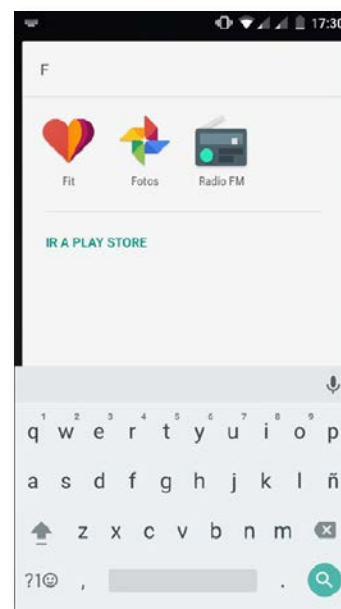 17:30
F
Fit Fotos Radio FM
IR A PLAY STORE
1 2 3 4 5 6 7 8 9
q w e r t y u i o p
a s d f g h j k l ñ
z x c v b n m
?1☺ , .